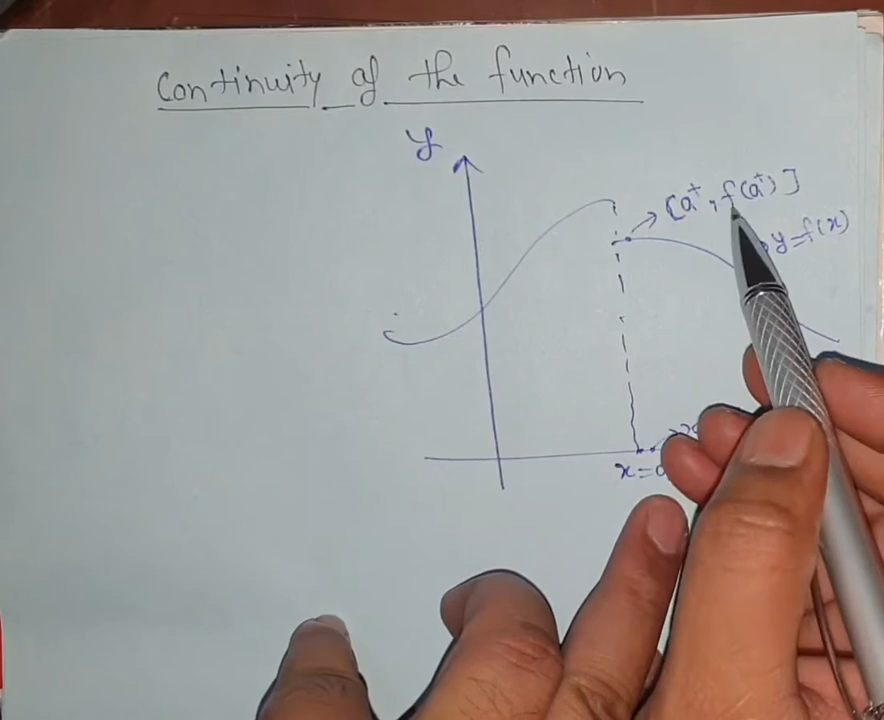 Continuity of the function
y
[a⁺, f(a⁺)]
y=f(x)
x=a